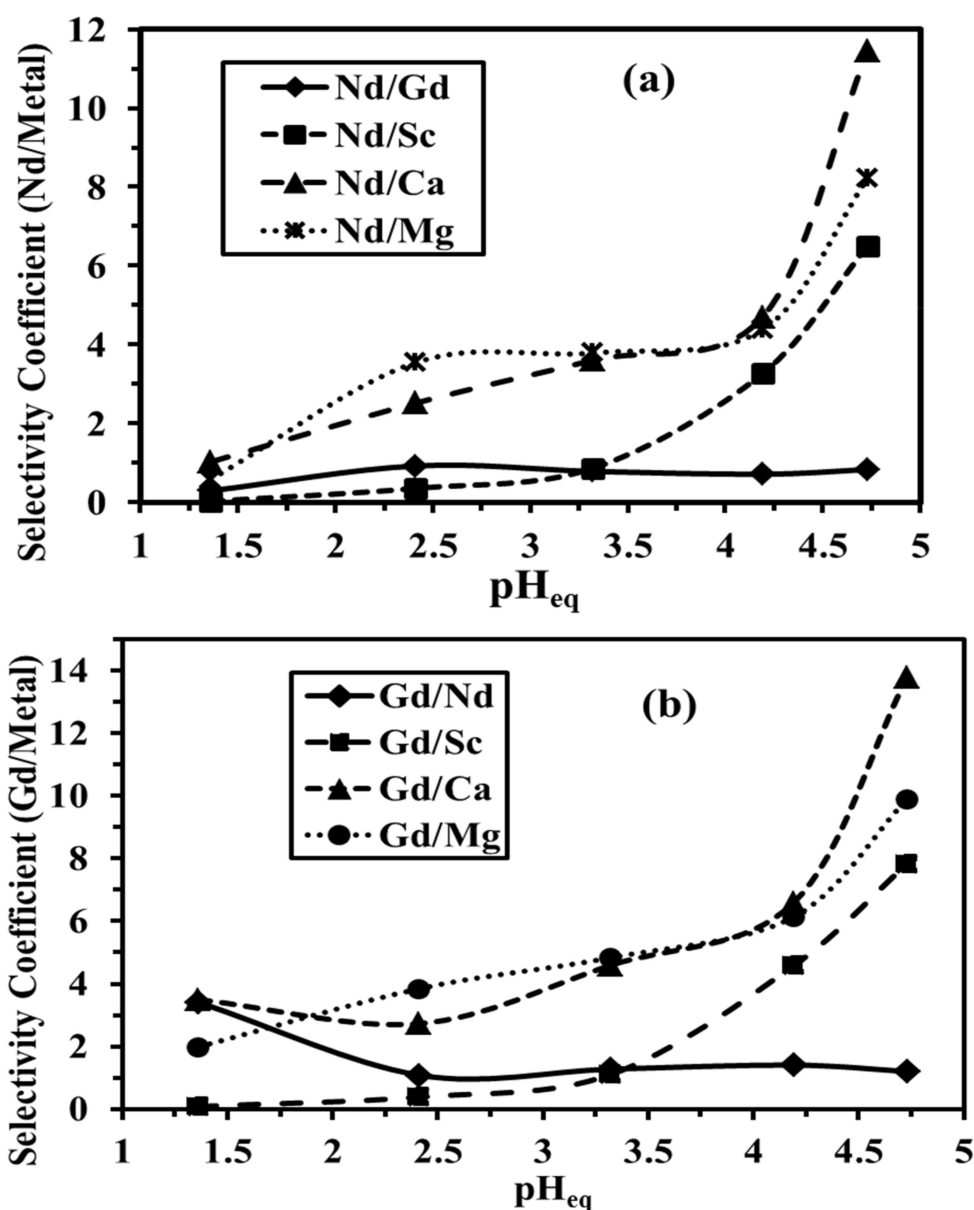 Selectivity Coefficient (Nd/Metal)
12
10
8
6
4
2
0
Nd/Gd
Nd/Sc
Nd/Ca
Nd/Mg
(a)
1 1.5 2 2.5 3 3.5 4 4.5 5
pHeq
Selectivity Coefficient (Gd/Metal)
14
12
10
8
6
4
2
0
Gd/Nd
Gd/Sc
Gd/Ca
Gd/Mg
(b)
1 1.5 2 2.5 3 3.5 4 4.5 5
pHeq